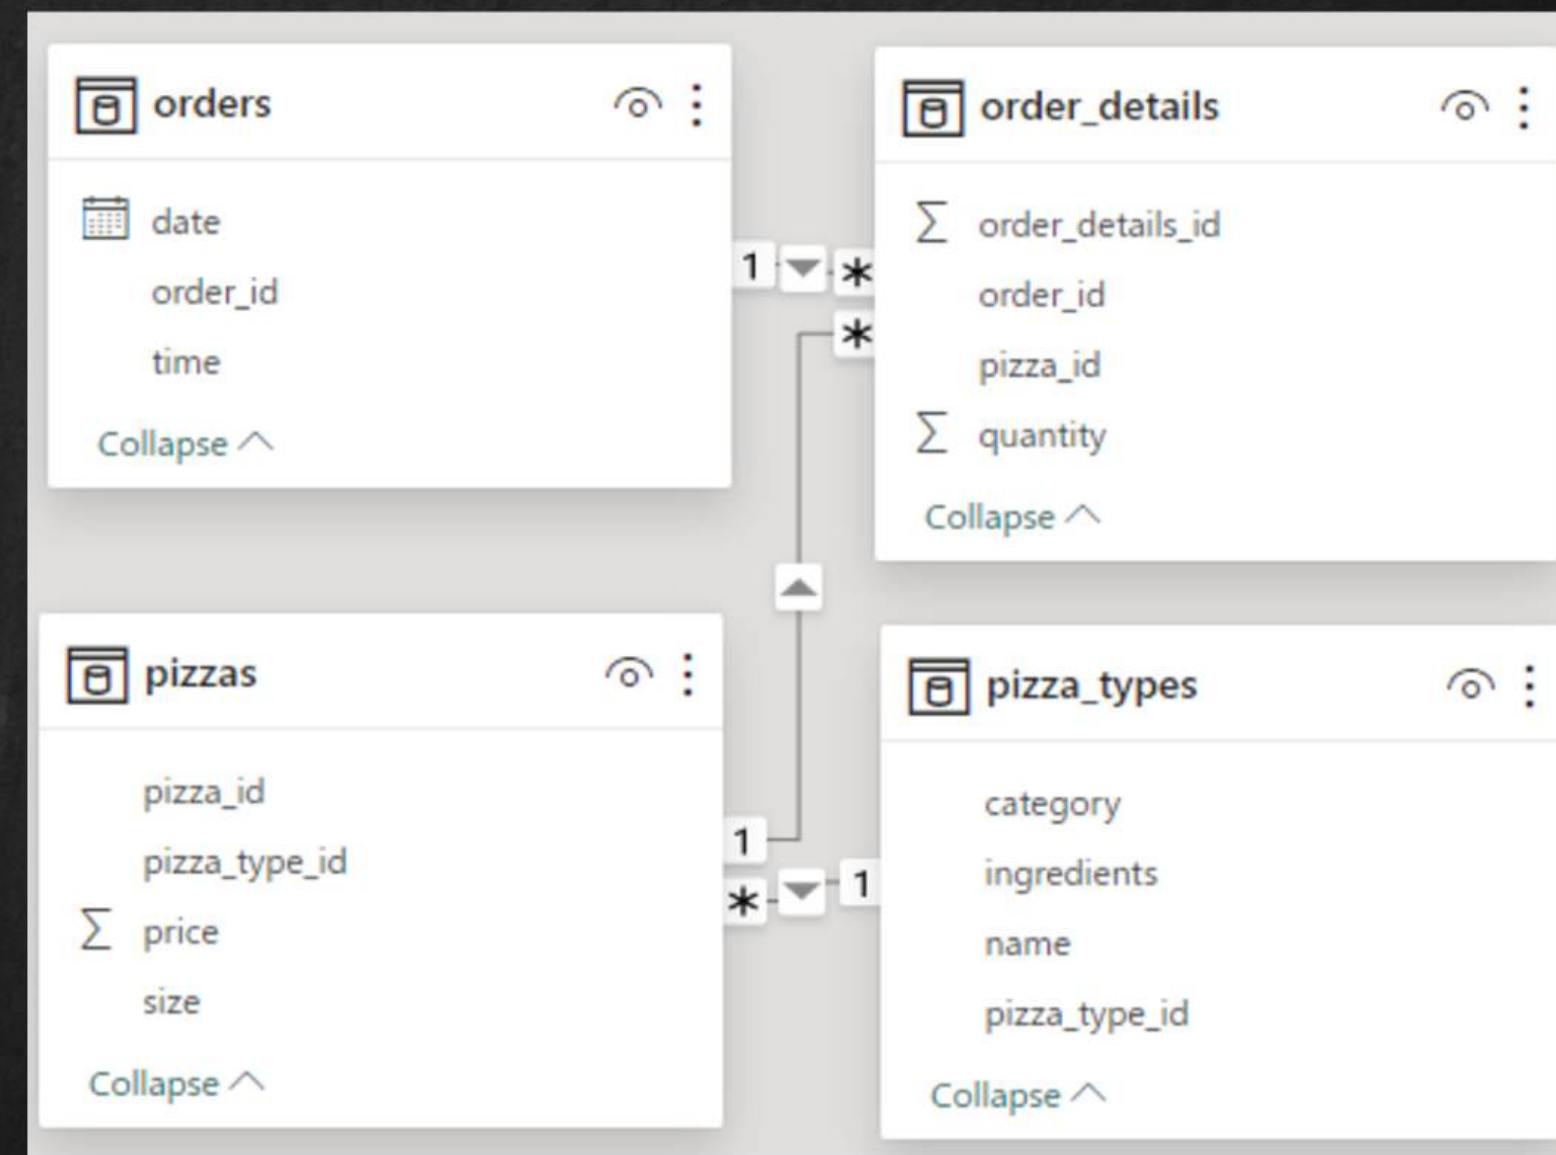 orders
date
order_id
time
Collapse
order_details
order_details_id
order_id
pizza_id
quantity
Collapse
1
*
*
pizzas
pizza_id
pizza_type_id
price
size
Collapse
1
*
1
pizza_types
category
ingredients
name
pizza_type_id
Collapse